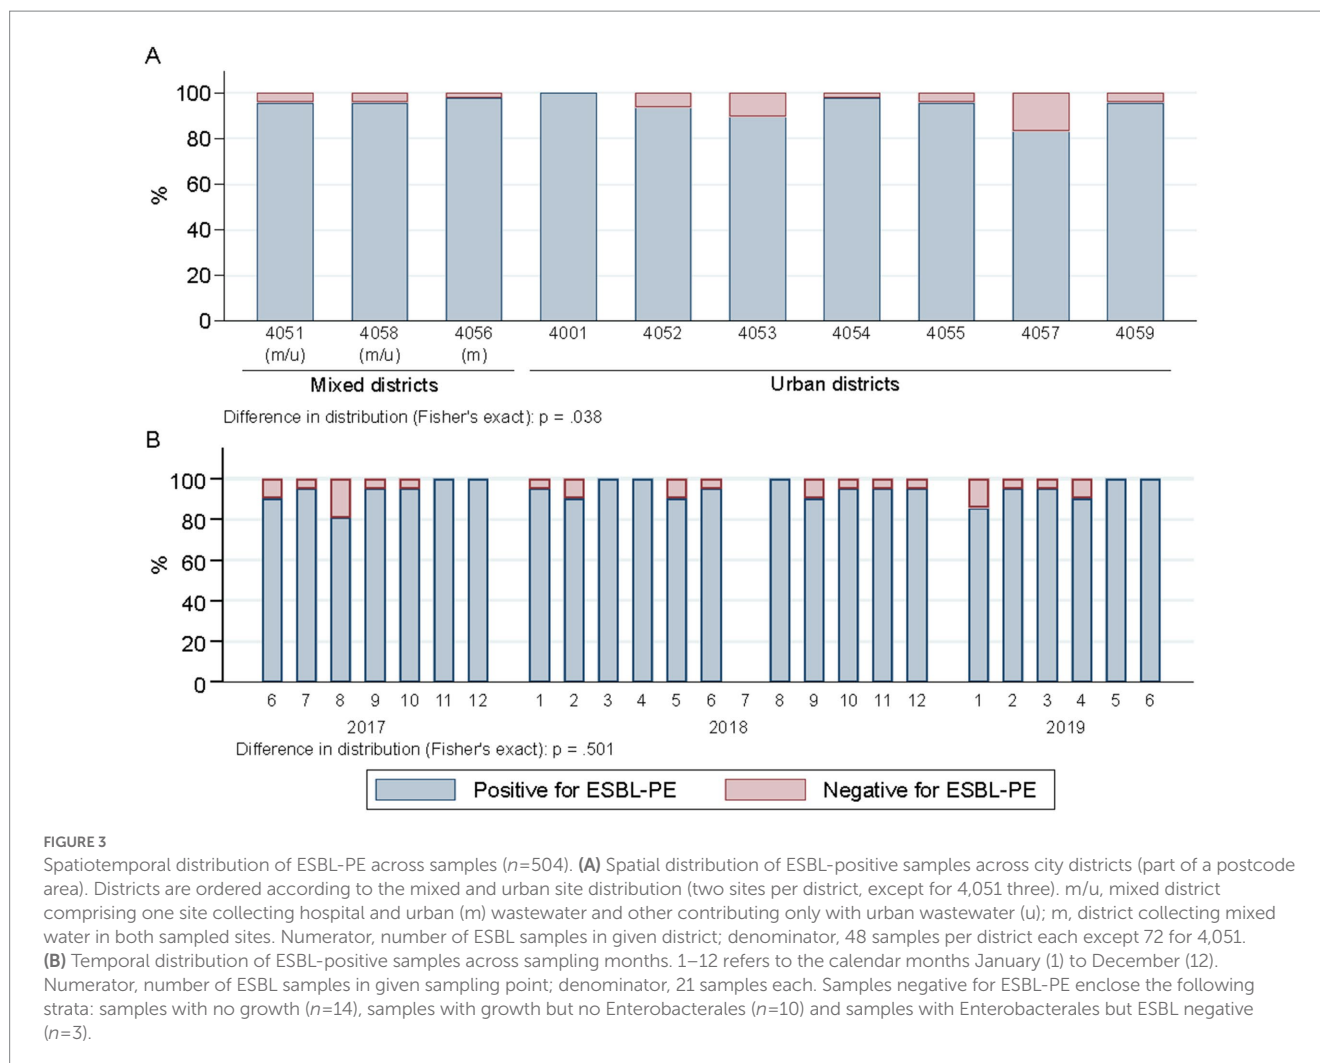 A
100
80
60
40
20
0
%
4051 4058 4056 4001 4052 4053 4054 4055 4057 4059
(m/u) (m/u) (m)
Mixed districts Urban districts
Difference in distribution (Fisher's exact): p = .038
B
100
80
60
40
20
0
%
6 7 8 9 10 11 12 1 2 3 4 5 6 7 8 9 10 11 12 1 2 3 4 5 6
2017 2018 2019
Difference in distribution (Fisher's exact): p = .501
Positive for ESBL-PE Negative for ESBL-PE
FIGURE 3
Spatiotemporal distribution of ESBL-PE across samples (n=504). (A) Spatial distribution of ESBL-positive samples across city districts (part of a postcode
area). Districts are ordered according to the mixed and urban site distribution (two sites per district, except for 4,051 three). m/u, mixed district
comprising one site collecting hospital and urban (m) wastewater and other contributing only with urban wastewater (u); m, district collecting mixed
water in both sampled sites. Numerator, number of ESBL samples in given district; denominator, 48 samples per district each except 72 for 4,051.
(B) Temporal distribution of ESBL-positive samples across sampling months. 1–12 refers to the calendar months January (1) to December (12).
Numerator, number of ESBL samples in given sampling point; denominator, 21 samples each. Samples negative for ESBL-PE enclose the following
strata: samples with no growth (n=14), samples with growth but no Enterobacterales (n=10) and samples with Enterobacterales but ESBL negative
(n=3).